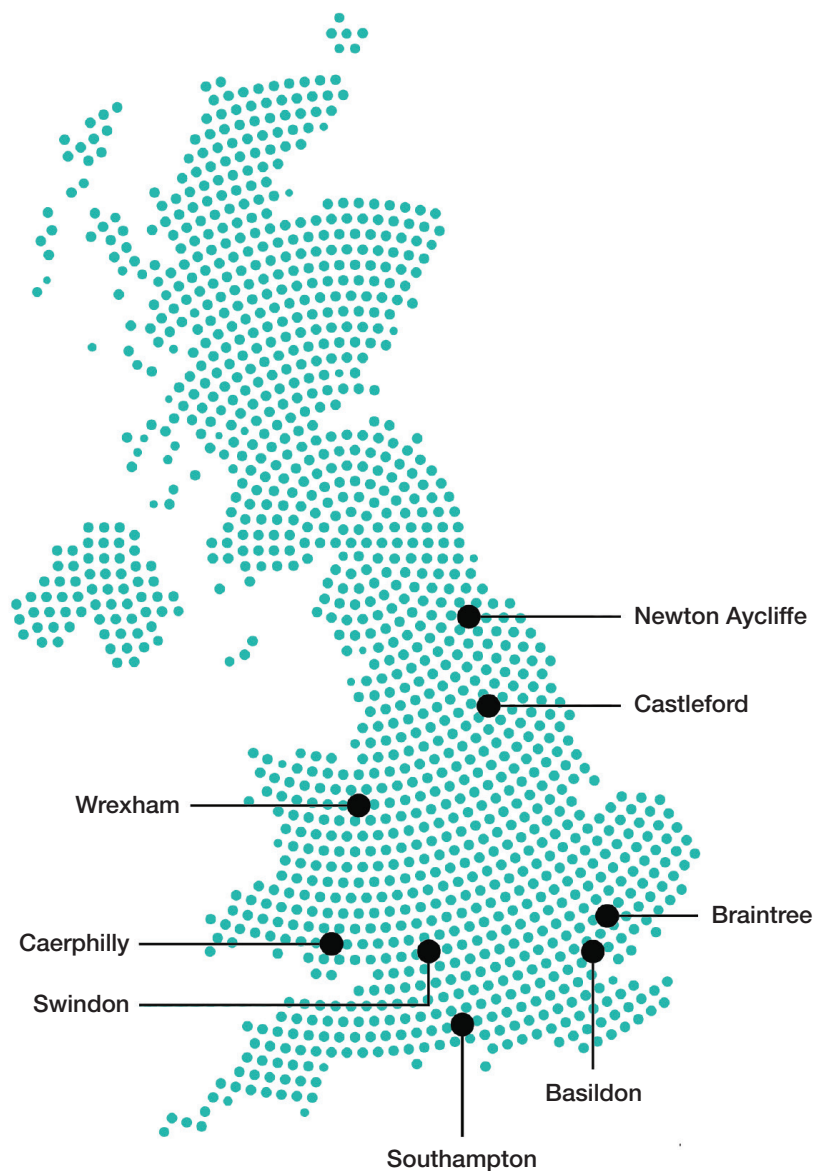 Newton Aycliffe
Castleford
Wrexham
Braintree
Caerphilly
Swindon
Basildon
Southampton